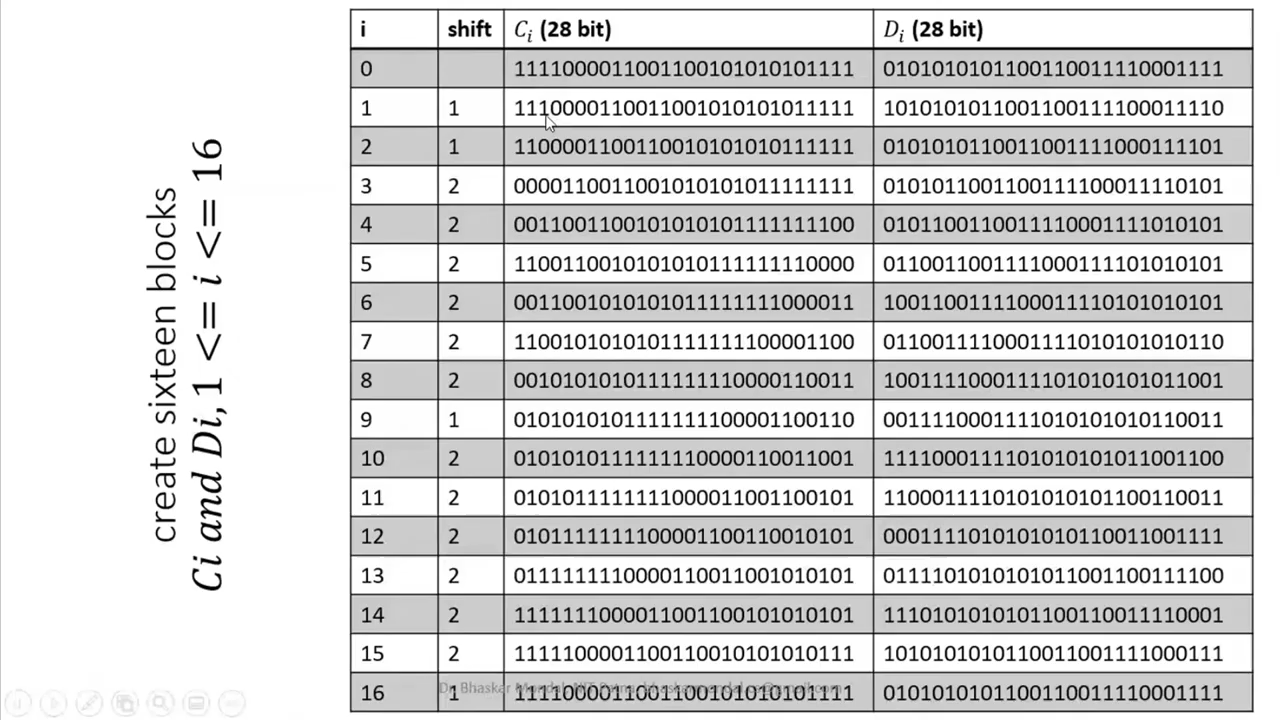 create sixteen blocks
Ci and Di, 1 <= i <= 16
i shift Cᵢ (28 bit) Dᵢ (28 bit)
0 1111000011001100101010101111 0101010101100110011110001111
1 1 1110000110011001010101011111 1010101011001100111100011110
2 1 1100001100110010101010111111 0101010110011001111000111101
3 2 0000110011001010101011111111 0101011001100111100011110101
4 2 0011001100101010101111111100 0101100110011110001111010101
5 2 1100110010101010111111110000 0110011001111000111101010101
6 2 0011001010101011111111000011 1001100111100011110101010101
7 2 1100101010101111111100001100 0110011110001111010101010110
8 2 0010101010111111110000110011 1001111000111101010101011001
9 1 0101010101111111100001100110 0011110001111010101010110011
10 2 0101010111111110000110011001 1111000111101010101011001100
11 2 0101011111111000011001100101 1100011110101010101100110011
12 2 0101111111100001100110010101 0001111010101010110011001111
13 2 0111111110000110011001010101 0111101010101011001100111100
14 2 1111111000011001100101010101 1110101010101100110011110001
15 2 1111100001100110010101010111 1010101010110011001111000111
16 1 1111000011001100101010101111 0101010101100110011110001111